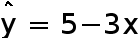 ŷ = 5−3x